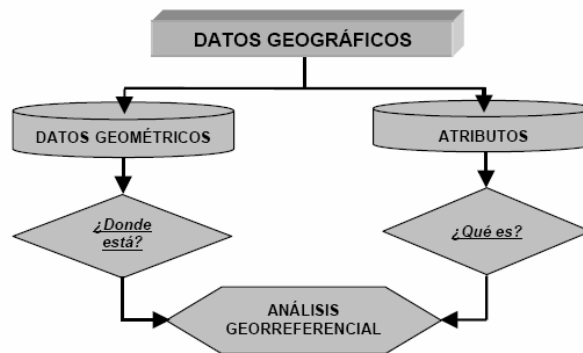 DATOS GEOGRÁFICOS
DATOS GEOMÉTRICOS
ATRIBUTOS
¿Donde
está?
¿Qué es?
ANÁLISIS
GEORREFERENCIAL